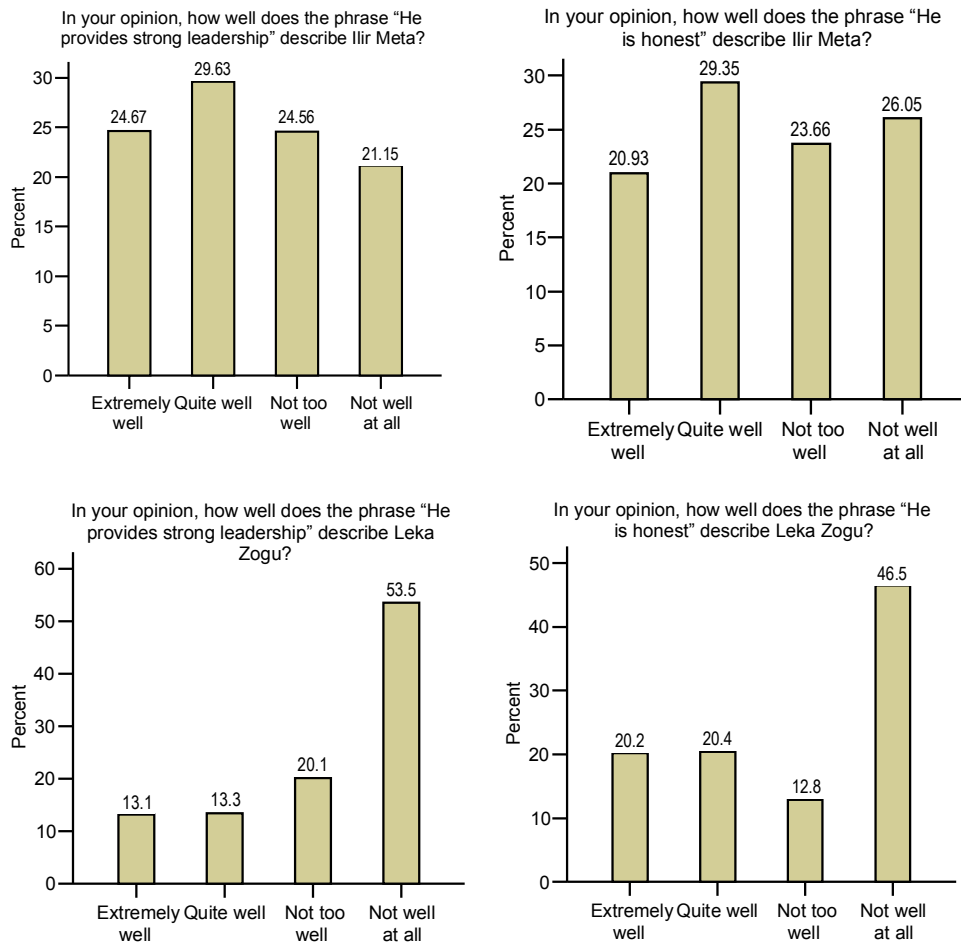 In your opinion, how well does the phrase “He
provides strong leadership” describe Ilir Meta?
30
25
20
15
10
5
0
Percent
24.67
29.63
24.56
21.15
Extremely Quite well Not too Not well
well well at all
In your opinion, how well does the phrase “He
is honest” describe Ilir Meta?
30
25
20
15
10
5
0
Percent
20.93
29.35
23.66
26.05
Extremely Quite well Not too Not well
well well at all
In your opinion, how well does the phrase “He
provides strong leadership” describe Leka
Zogu?
60
50
40
30
20
10
0
Percent
13.1
13.3
20.1
53.5
Extremely Quite well Not too Not well
well well at all
In your opinion, how well does the phrase “He
is honest” describe Leka Zogu?
50
40
30
20
10
0
Percent
20.2
20.4
12.8
46.5
Extremely Quite well Not too Not well
well well at all